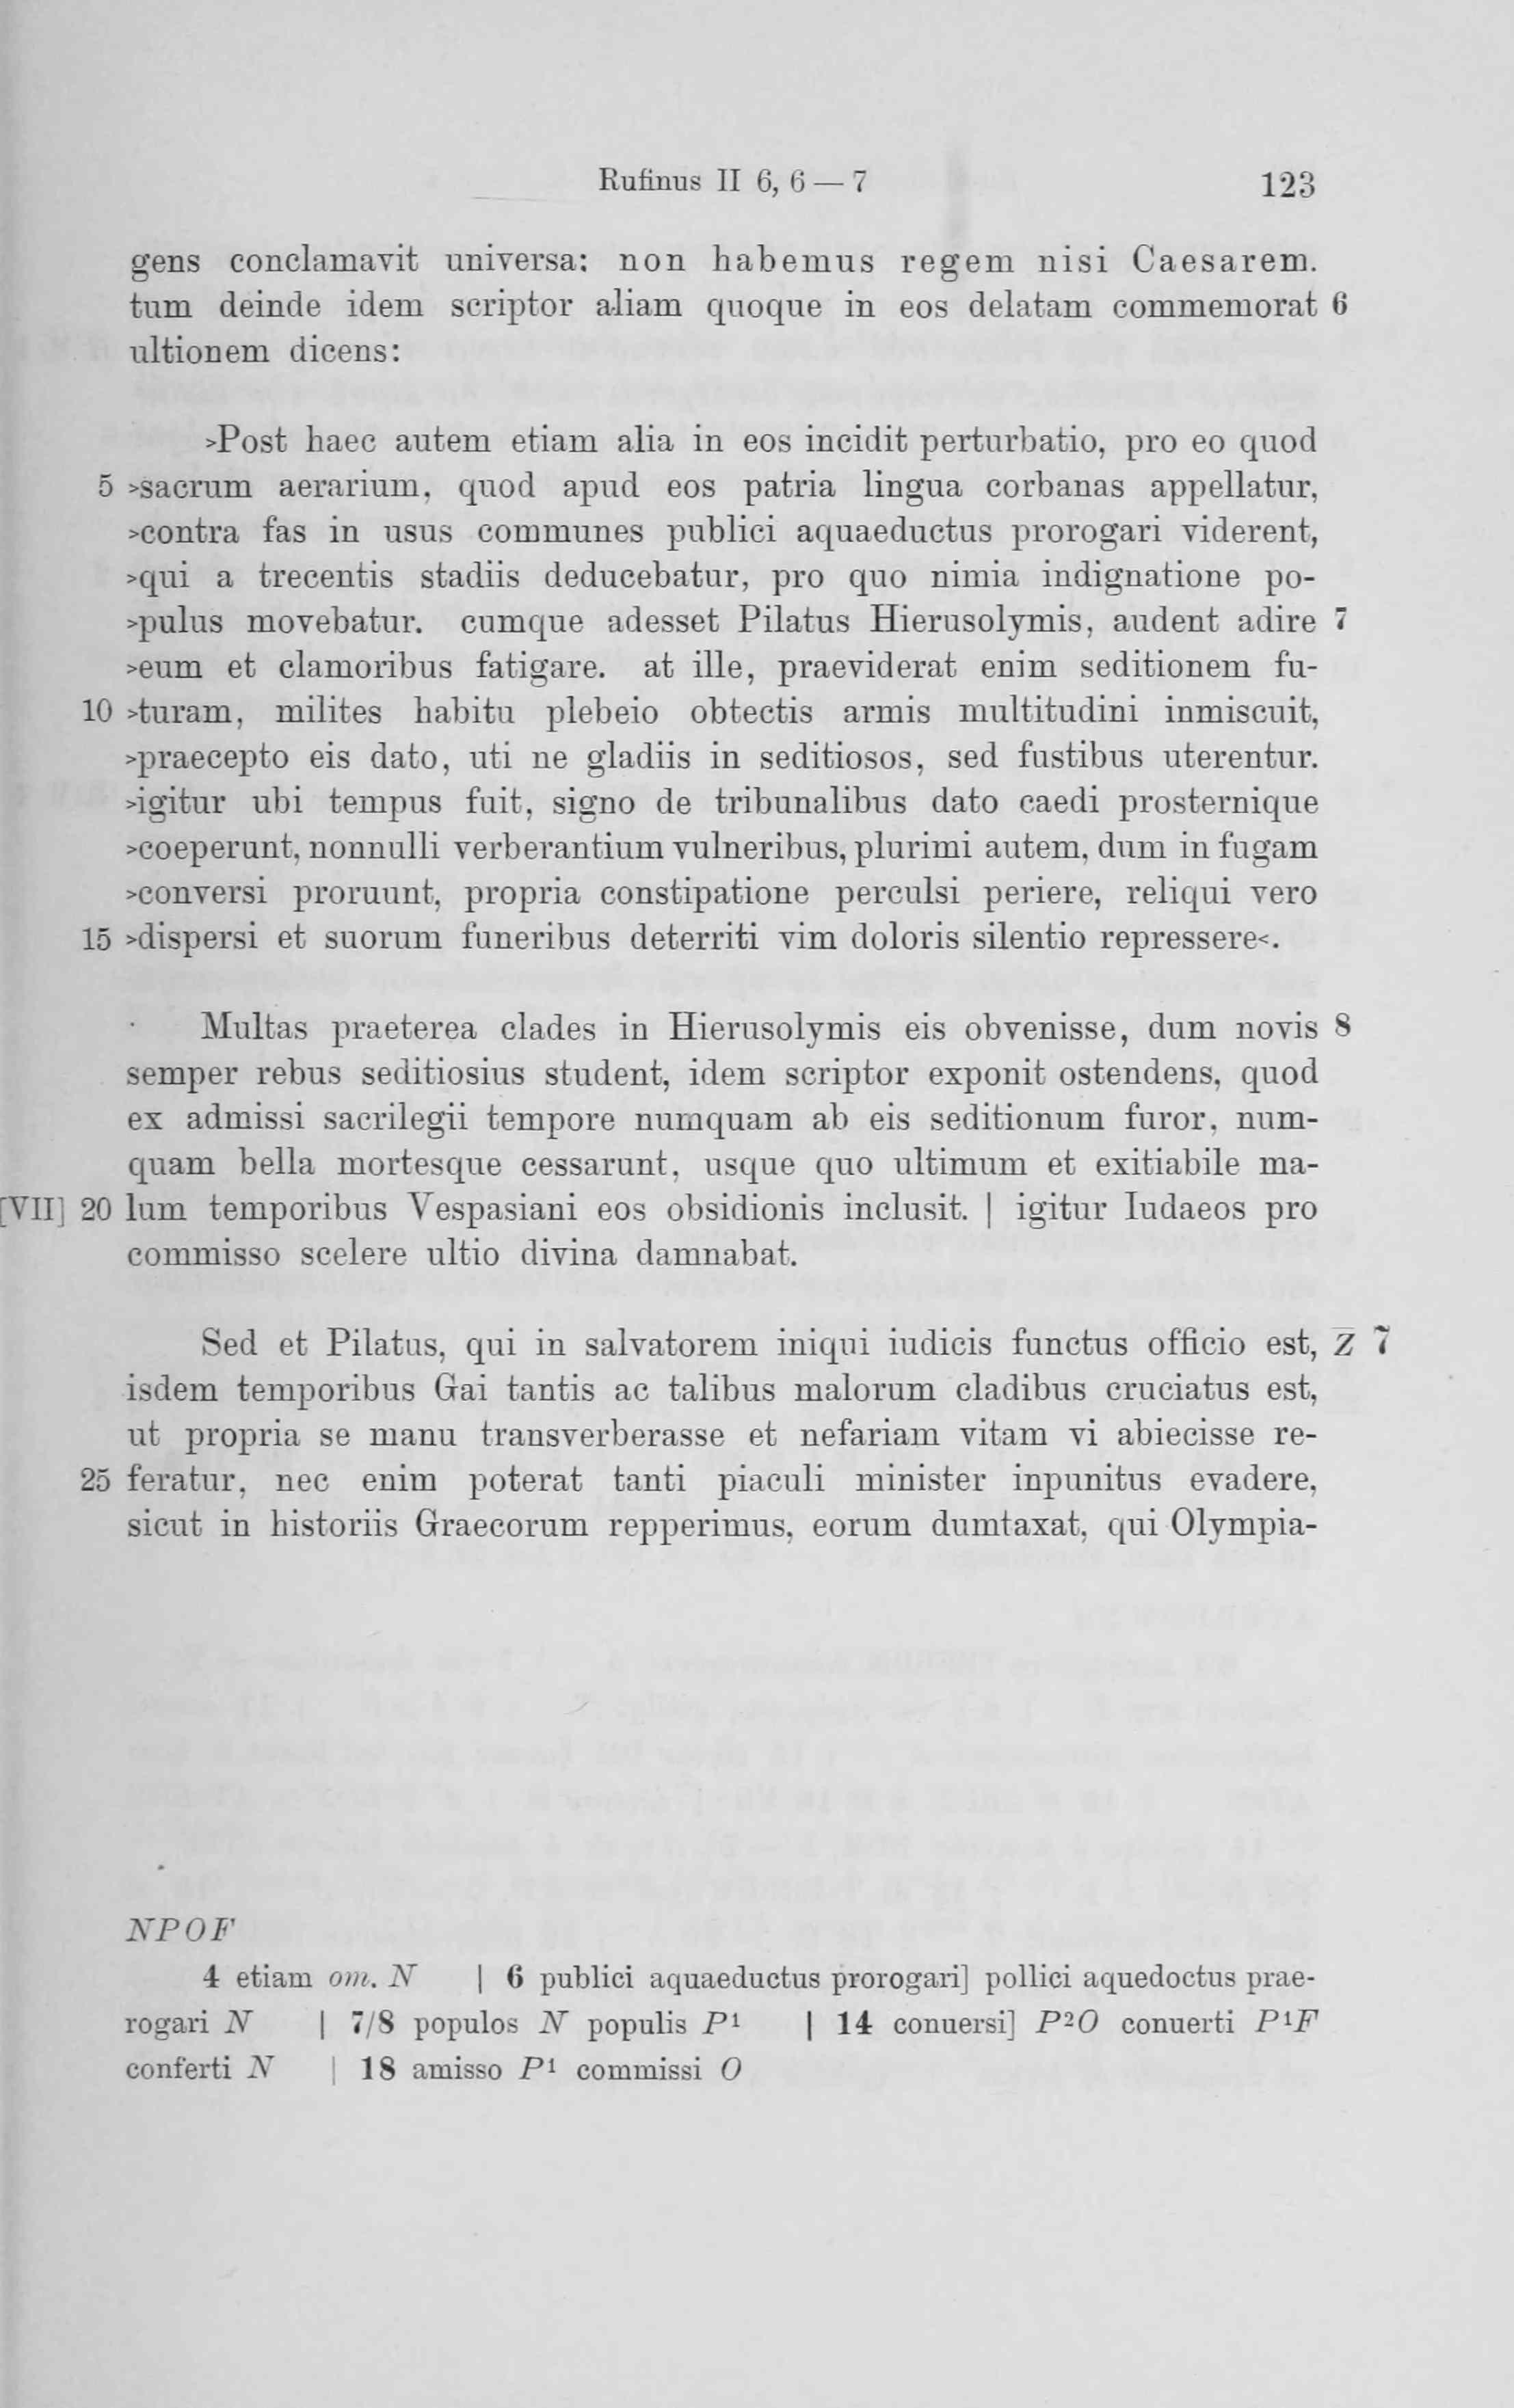 Rufinus II 6, 6 — 7 123
gens conclamavit universa: non habemus regem nisi Caesarem.
tum deinde idem scriptor aliam quoque in eos delatam commemorat 6
ultionem dicens:
>Post haec autem etiam alia in eos incidit perturbatio, pro eo quod
5 >sacrum aerarium, quod apud eos patria lingua corbanas appellatur,
>contra fas in usus communes publici aquaeductus prorogari viderent,
>qui a trecentis stadiis deducebatur, pro quo nimia indignatione po-
>pulus movebatur. cumque adesset Pilatus Hierusolymis, audent adire 7
>eum et clamoribus fatigare. at ille, praeviderat enim seditionem fu-
10 >turam, milites habitu plebeio obtectis armis multitudini inmiscuit,
>praecepto eis dato, uti ne gladiis in seditiosos, sed fustibus uterentur.
>igitur ubi tempus fuit, signo de tribunalibus dato caedi prosternique
>coeperunt, nonnulli verberantium vulneribus, plurimi autem, dum in fugam
>conversi proruunt, propria constipatione perculsi periere, reliqui vero
15 >dispersi et suorum funeribus deterriti vim doloris silentio repressere<.
Multas praeterea clades in Hierusolymis eis obvenisse, dum novis 8
semper rebus seditiosius student, idem scriptor exponit ostendens, quod
ex admissi sacrilegii tempore numquam ab eis seditionum furor, num-
quam bella mortesque cessarunt, usque quo ultimum et exitiabile ma-
[VII] 20 lum temporibus Vespasiani eos obsidionis inclusit. | igitur Iudaeos pro
commisso scelere ultio divina damnabat.
Sed et Pilatus, qui in salvatorem iniqui iudicis functus officio est, Z̅ 7
isdem temporibus Gai tantis ac talibus malorum cladibus cruciatus est,
ut propria se manu transverberasse et nefariam vitam vi abiecisse re-
25 feratur, nec enim poterat tanti piaculi minister inpunitus evadere,
sicut in historiis Graecorum repperimus, eorum dumtaxat, qui Olympia-
NPOF
4 etiam om. N | 6 publici aquaeductus prorogari] pollici aquedoctus prae-
rogari N | 7/8 populos N populis P¹ | 14 conuersi] P²O conuerti P¹F
conferti N | 18 amisso P¹ commissi O